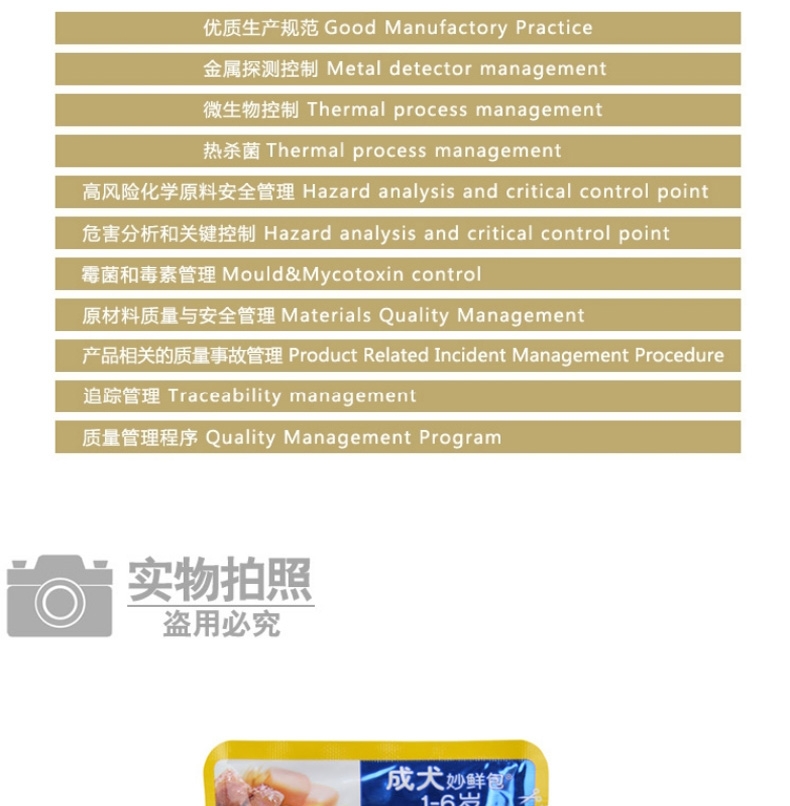 优质生产规范 Good Manufactory Practice
金属探测控制 Metal detector management
微生物控制 Thermal process management
热杀菌 Thermal process management
高风险化学原料安全管理 Hazard analysis and critical control point
危害分析和关键控制 Hazard analysis and critical control point
霉菌和毒素管理 Mould&Mycotoxin control
原材料质量与安全管理 Materials Quality Management
产品相关的质量事故管理 Product Related Incident Management Procedure
追踪管理 Traceability management
质量管理程序 Quality Management Program
实物拍照
盗用必究
成犬妙鲜包
1-6岁